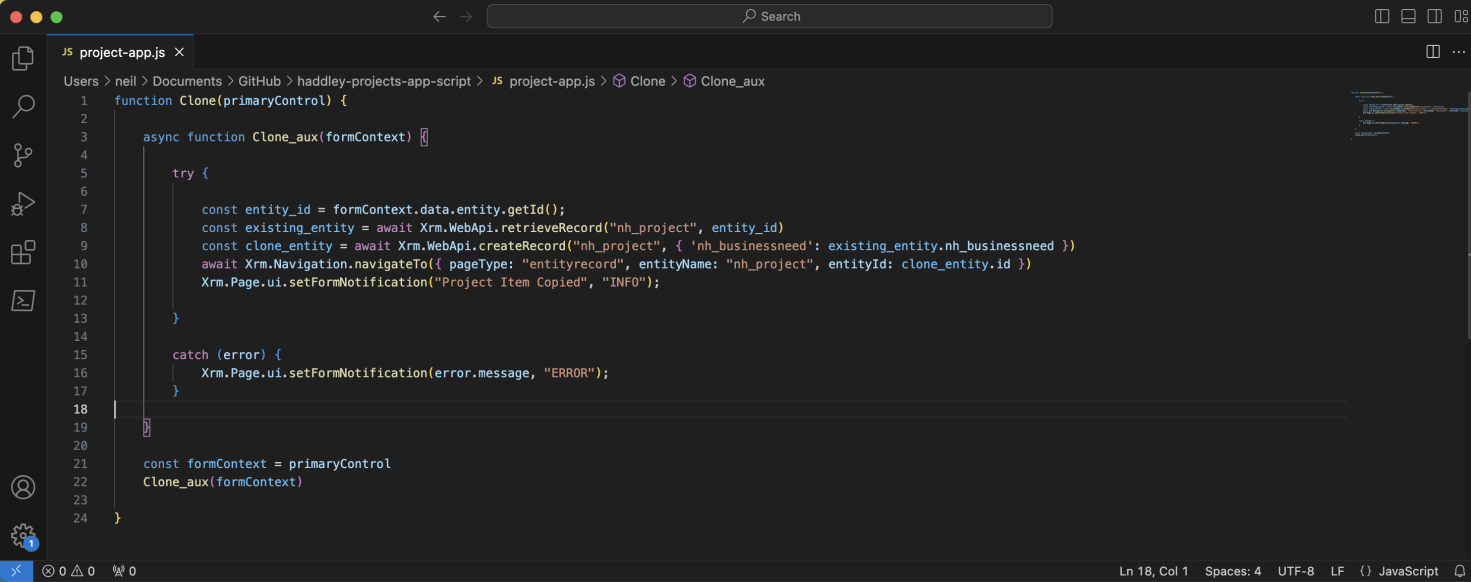 Search
JS project-app.js
Users > neil > Documents > GitHub > haddley-projects-app-script > JS project-app.js > Clone > Clone_aux
1 function Clone(primaryControl) {
2
3 async function Clone_aux(formContext) {
4
5 try {
6
7 const entity_id = formContext.data.entity.getId();
8 const existing_entity = await Xrm.WebApi.retrieveRecord("nh_project", entity_id)
9 const clone_entity = await Xrm.WebApi.createRecord("nh_project", { 'nh_businessneed': existing_entity.nh_businessneed })
10 await Xrm.Navigation.navigateTo({ pageType: "entityrecord", entityName: "nh_project", entityId: clone_entity.id })
11 Xrm.Page.ui.setFormNotification("Project Item Copied", "INFO");
12
13 }
14
15 catch (error) {
16 Xrm.Page.ui.setFormNotification(error.message, "ERROR");
17 }
18
19 }
20
21 const formContext = primaryControl
22 Clone_aux(formContext)
23
24 }
1
0 0 0 Ln 18, Col 1 Spaces: 4 UTF-8 LF {} JavaScript